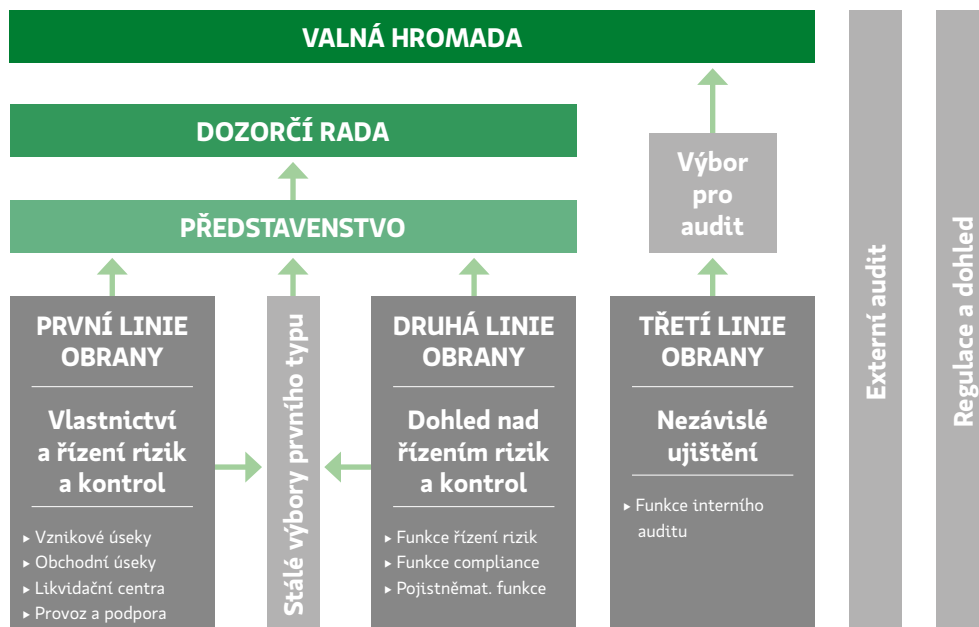 VALNÁ HROMADA
DOZORČÍ RADA
PŘEDSTAVENSTVO
Výbor
pro
audit
PRVNÍ LINIE
OBRANY
Vlastnictví
a řízení rizik
a kontrol
▸ Vznikové úseky
▸ Obchodní úseky
▸ Likvidační centra
▸ Provoz a podpora
Stálé výbory prvního typu
DRUHÁ LINIE
OBRANY
Dohled nad
řízením rizik
a kontrol
▸ Funkce řízení rizik
▸ Funkce compliance
▸ Pojistněmat. funkce
TŘETÍ LINIE
OBRANY
Nezávislé
ujištění
▸ Funkce interního
auditu
Externí audit
Regulace a dohled